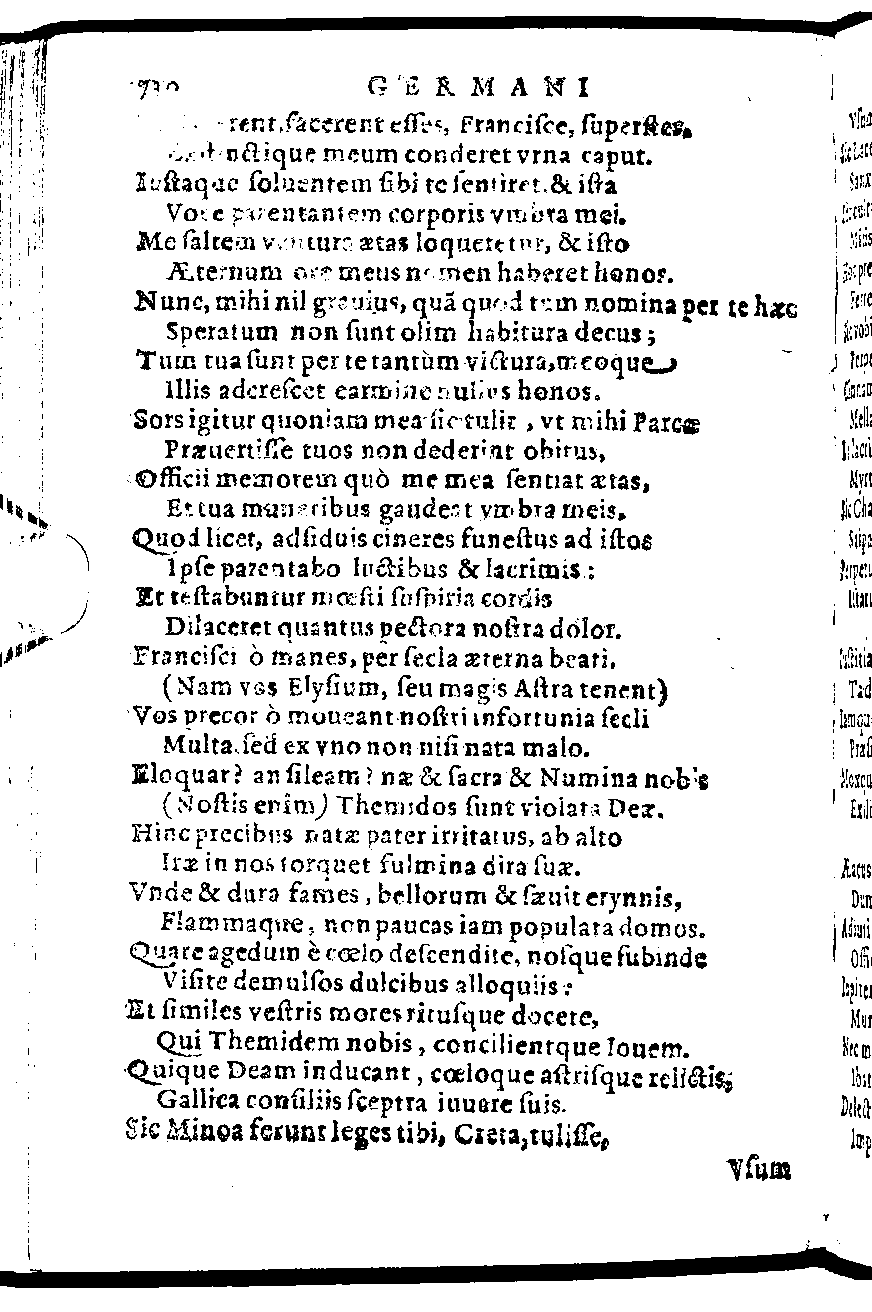 730 GERMANI
facerent esses, Francisce, superstes,
meum conderet vrna caput.
Iustaque soluentem sibi te sentiret, & ista
Voce parentantem corporis vmbra mei.
Me saltem ventura ætas loqueretur, & isto
Æternum ore meus nomen haberet honor.
Nunc, mihi nil grauius, quã quod tum nomina per te hæc
Speratum non sunt olim habitura decus;
Tum tua sunt per te tantùm victura, meoque
Illis adcrescet carmine nullus honos.
Sors igitur quoniam mea sic tulit, vt mihi Parcæ
Præuertisse tuos non dederint obitus,
Officii memorem quò me mea sentiat ætas,
Et tua muneribus gaudeat vmbra meis.
Quod licet, adsiduis cineres funestus ad istos
Ipse parentabo luctibus & lacrimis:
Et testabuntur mœsti suspiria cordis
Dilaceret quantus pectora nostra dolor.
Francisci ò manes, pèr secla æterna beati,
(Nam vos Elysium, seu magis Astra tenent)
Vos precor ò moueant nostri infortunia secli
Multa, sed ex vno non nisi nata malo.
Eloquar? an sileam? næ & sacra & Numina nobis
(Nostis enim) Themidos sunt violata Deæ.
Hinc precibus natæ pater irritatus, ab alto
Iræ in nos torquet fulmina dira suæ.
Vnde & dura fames, bellorum & sæuit erynnis,
Flammaque, non paucas iam populata domos.
Quare agedum è cœlo descendite, nosque subinde
Visite demulsos dulcibus alloquiis:
Et similes vestris mores ritusque docete,
Qui Themidem nobis, concilientque Iouem.
Quique Deam inducant, cœloque astrisque relictis,
Gallica consiliis sceptra iuuare suis.
Sic Minoa ferunt leges tibi, Creta, tulisse,
Vsum